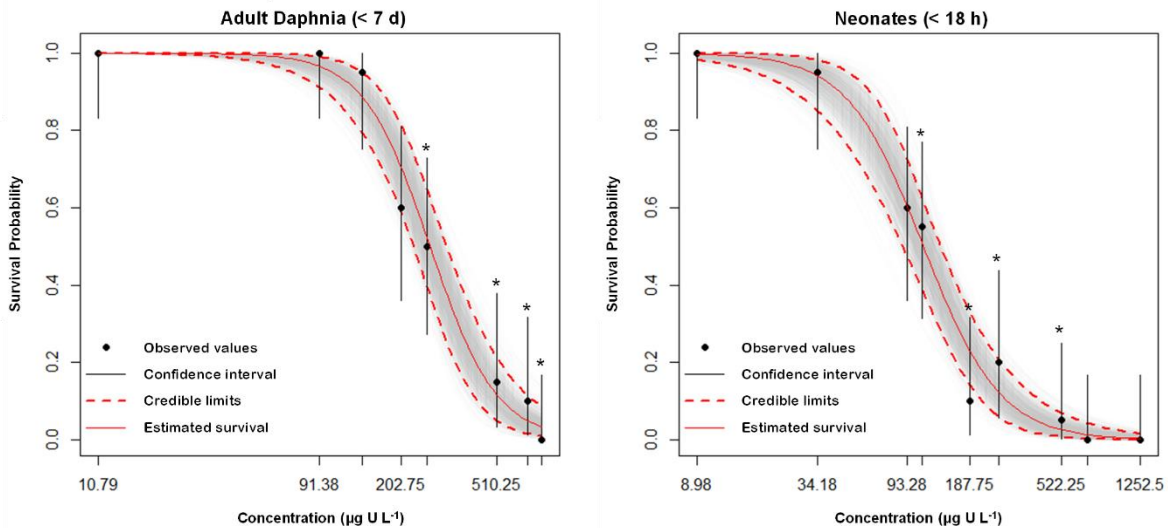 Adult Daphnia (< 7 d)
Survival Probability
1.0
0.8
0.6
0.4
0.2
0.0
* * * * *
Observed values
Confidence interval
Credible limits
Estimated survival
10.79 91.38 202.75 510.25
Concentration (µg U L⁻¹)
Neonates (< 18 h)
Survival Probability
1.0
0.8
0.6
0.4
0.2
0.0
* * * *
Observed values
Confidence interval
Credible limits
Estimated survival
8.98 34.18 93.28 187.75 522.25 1252.5
Concentration (µg U L⁻¹)